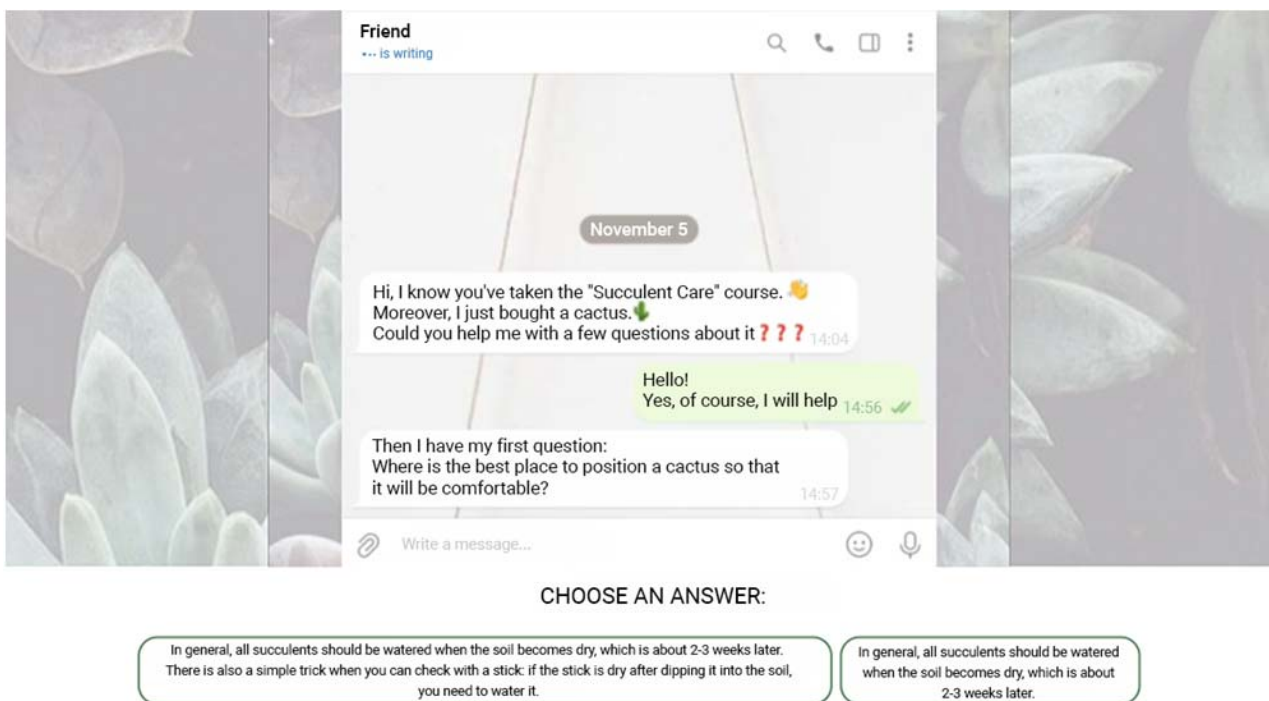 Friend
is writing
November 5
Hi, I know you've taken the "Succulent Care" course. 👋
Moreover, I just bought a cactus.🌵
Could you help me with a few questions about it❓❓❓ 14:04
Hello!
Yes, of course, I will help 14:56
Then I have my first question:
Where is the best place to position a cactus so that
it will be comfortable?
14:57
Write a message...
CHOOSE AN ANSWER:
In general, all succulents should be watered when the soil becomes dry, which is about 2-3 weeks later.
There is also a simple trick when you can check with a stick: if the stick is dry after dipping it into the soil,
you need to water it.
In general, all succulents should be watered
when the soil becomes dry, which is about
2-3 weeks later.